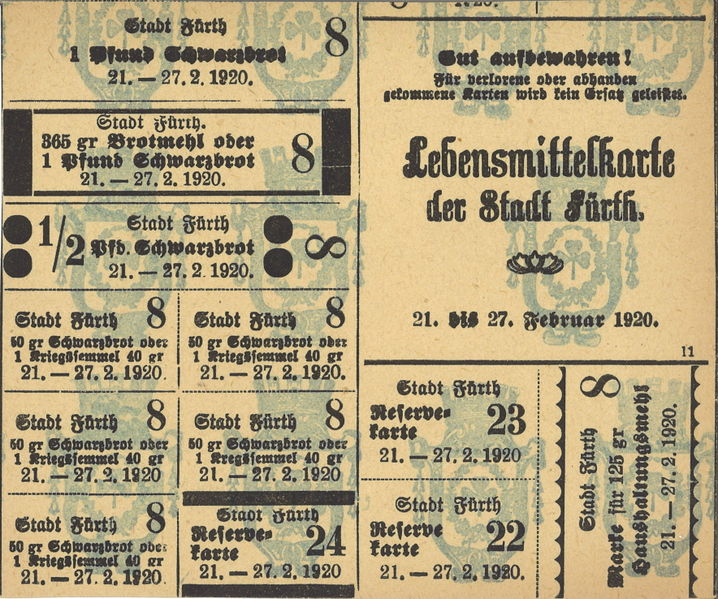 Stadt Fürth
8
1 Pfund Schwarzbrot
21. — 27. 2. 1920.
Stadt Fürth.
365 gr Brotmehl oder
8
1 Pfund Schwarzbrot
21. — 27. 2. 1920.
Stadt Fürth
1/2 Pfd. Schwarzbrot
8
21. — 27. 2. 1920.
Stadt Fürth 8
50 gr Schwarzbrot oder
1 Kriegssemmel 40 gr
21. — 27. 2. 1920
Stadt Fürth 8
50 gr Schwarzbrot oder
1 Kriegssemmel 40 gr
21. — 27. 2. 1920
Stadt Fürth 8
50 gr Schwarzbrot oder
1 Kriegssemmel 40 gr
21. — 27. 2. 1920
Stadt Fürth 8
50 gr Schwarzbrot oder
1 Kregssemmel 40 gr
21. — 27. 2. 1920
Stadt Fürth 8
50 gr Schwarzbrot oder
1 Kriegssemmel 40 gr
21. — 27. 2. 1920
Stadt Fürth
Reserve-
karte 24
21. — 27. 2. 1920
Gut aufbewahren!
Für verlorene oder abhanden
gekommene Karten wird kein Ersatz geleistet.
Lebensmittelkarte
der Stadt Fürth.
21. bis 27. Februar 1920.
11
Stadt Fürth
Reserve-
karte 23
21. — 27. 2. 1920
Stadt Fürth
Reserve
karte 22
21. — 27. 2. 1920.
8
Stadt Fürth
Marke für 125 gr
Haushaltungsmehl
21. — 27. 2. 1920.